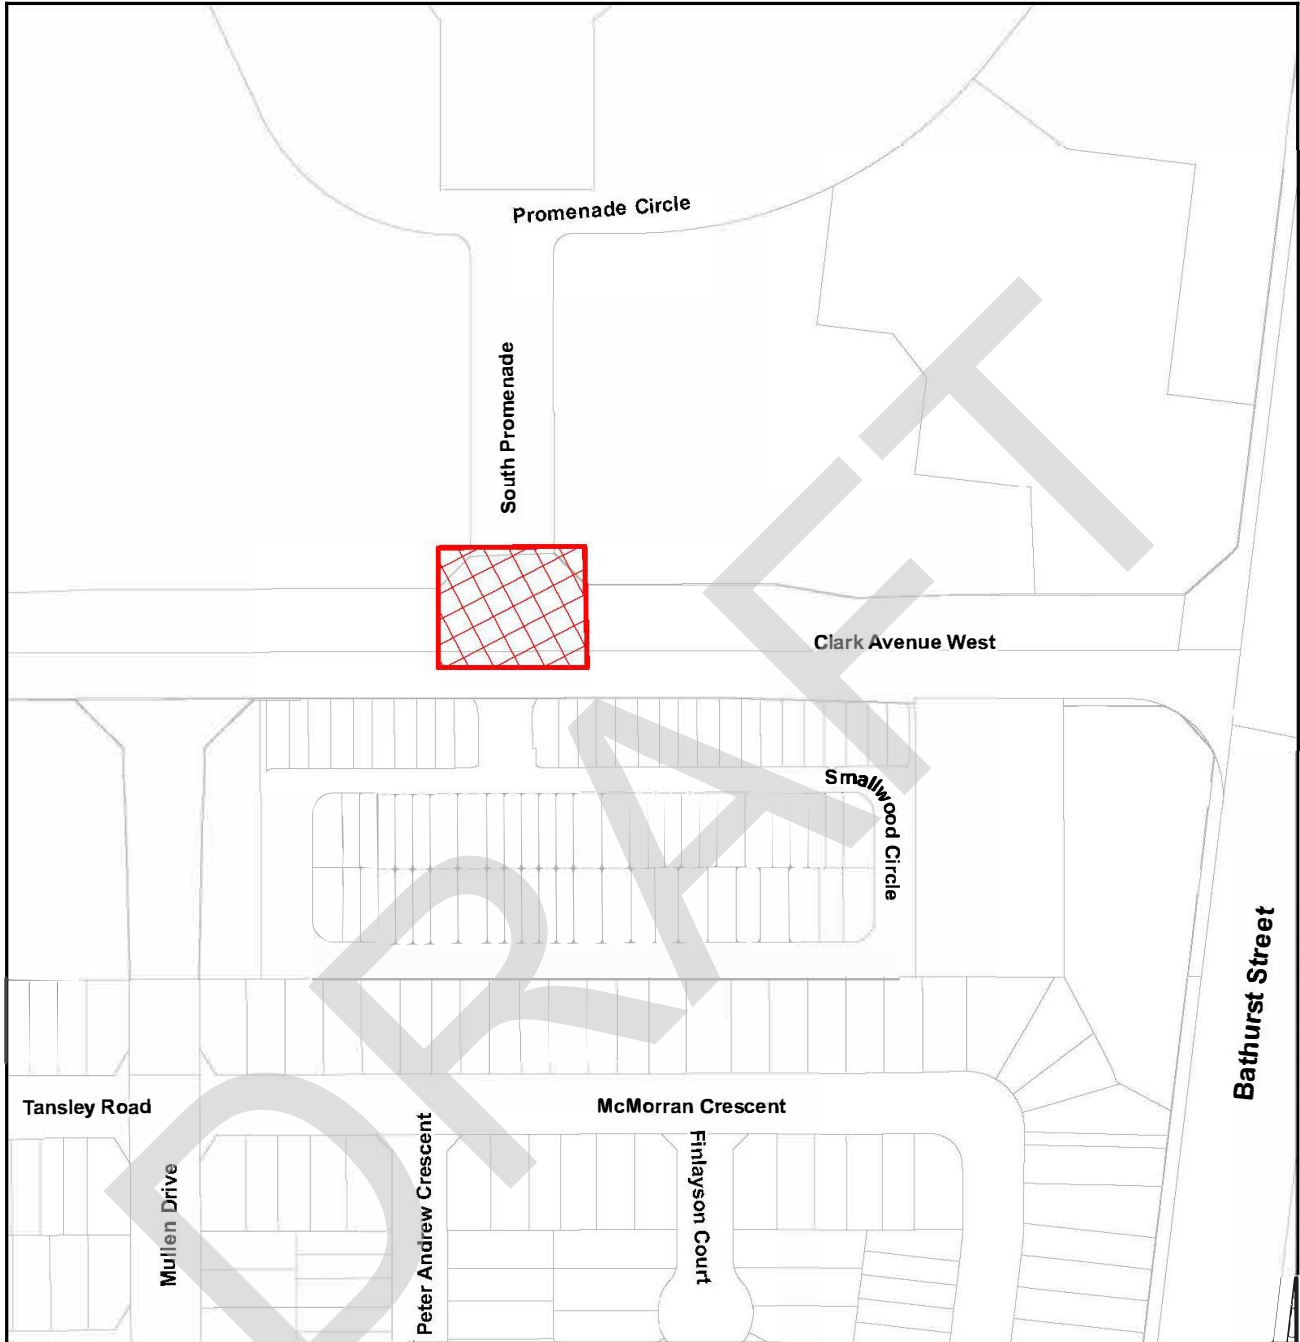 Promenade Circle
South Promenade
Clark Avenue West
Smallwood Circle
Bathurst Street
Tansley Road
McMorran Crescent
Mullen Drive
Peter Andrew Crescent
Finlayson Court
DRAFT